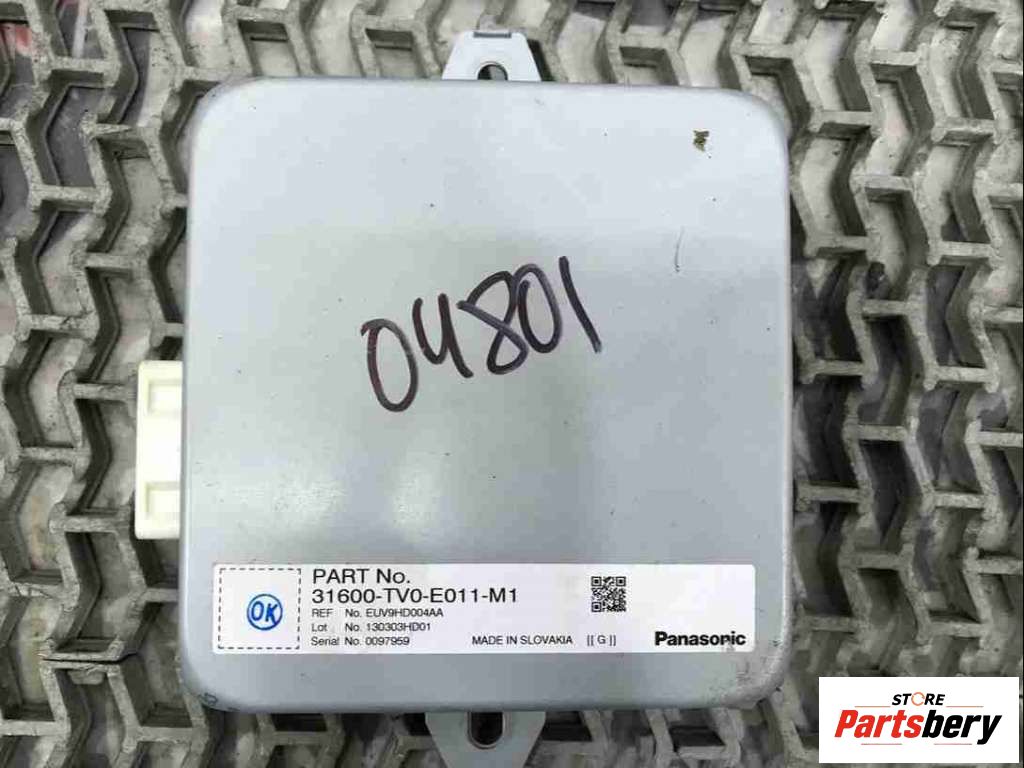 04801
OK
PART No.
31600-TV0-E011-M1
REF No. EUV9HD004AA
Lot No. 130303HD01
Serial No. 0097959
MADE IN SLOVAKIA [[ G ]]
Panasonic
STORE
Partsbery